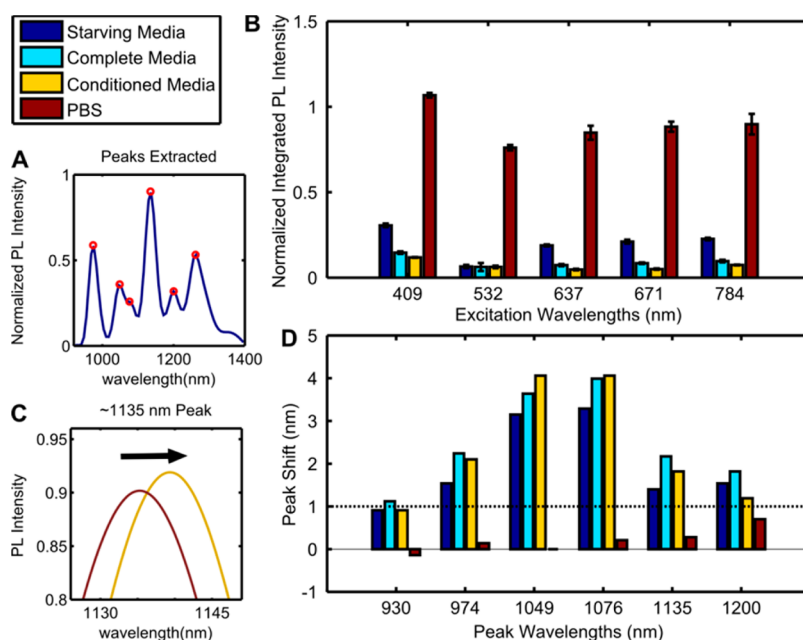 Starving Media
Complete Media
Conditioned Media
PBS
A
Peaks Extracted
Normalized PL Intensity
1
0.5
0
1000
1200
1400
wavelength(nm)
B
Normalized Integrated PL Intensity
1.5
1
0.5
0
409
532
637
671
784
Excitation Wavelengths (nm)
C
~1135 nm Peak
PL Intensity
0.95
0.9
0.85
0.8
1130
1145
wavelength(nm)
D
Peak Shift (nm)
5
4
3
2
1
0
-1
930
974
1049
1076
1135
1200
Peak Wavelengths (nm)